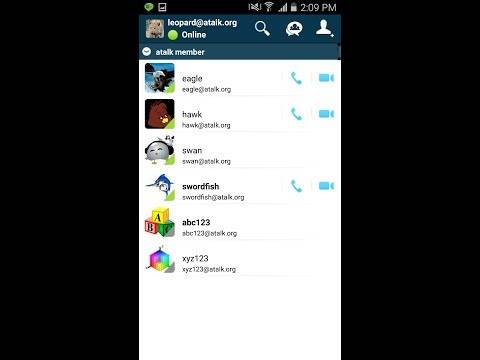 2:09 PM
leopard@atalk.org
Online
atalk member
eagle
eagle@atalk.org
hawk
hawk@atalk.org
swan
swan@atalk.org
swordfish
swordfish@atalk.org
abc123
abc123@atalk.org
xyz123
xyz123@atalk.org